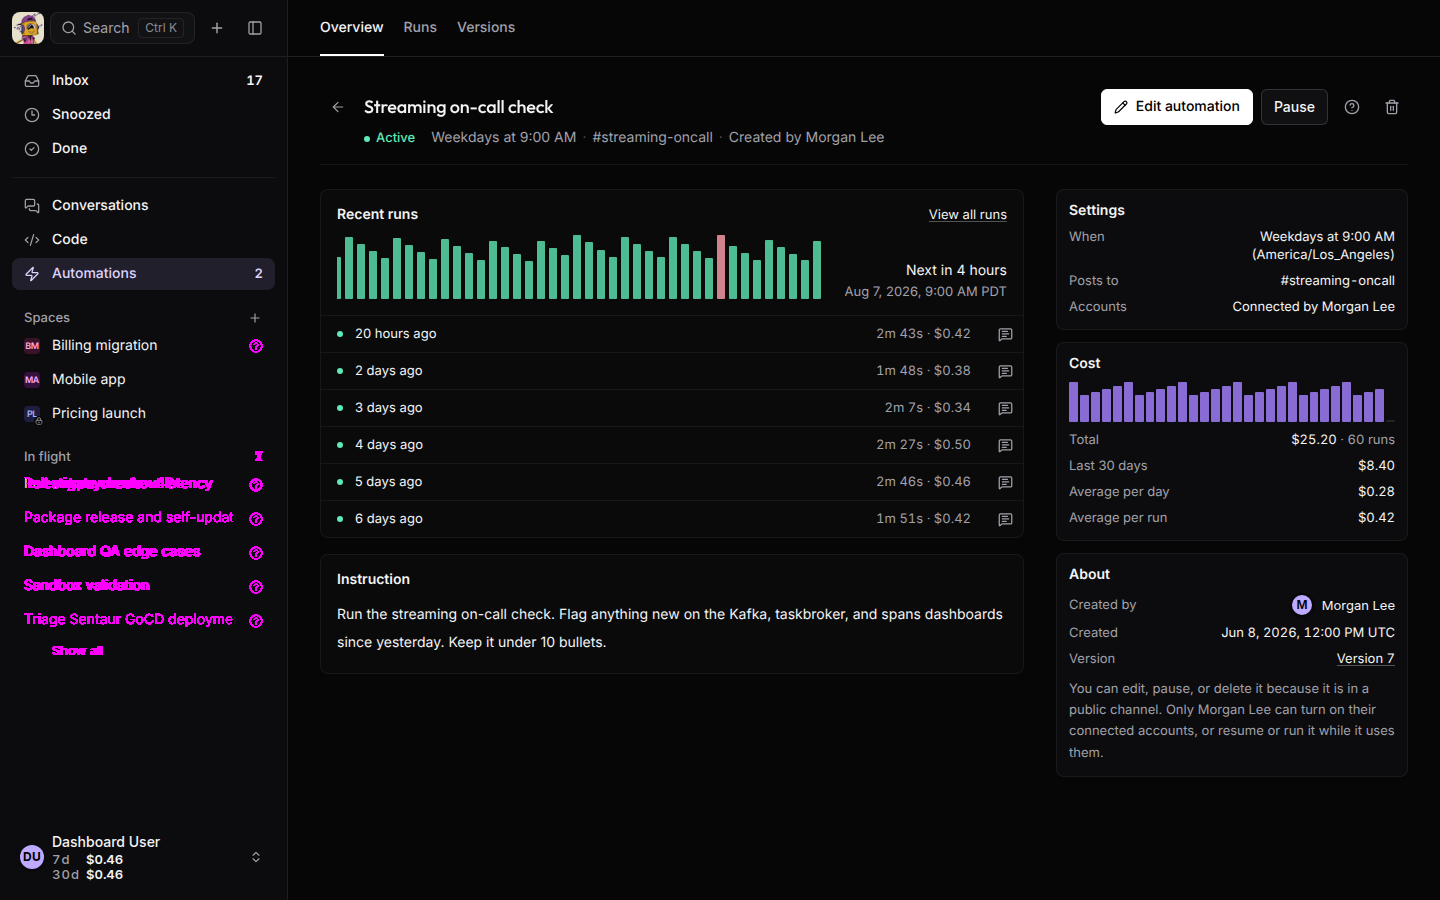 Search Ctrl K
Inbox 17
Snoozed
Done
Conversations
Code
Automations 2
Spaces
BM Billing migration
MA Mobile app
PL Pricing launch
In flight
Package release and self-updat
Dashboard QA edge cases
Sandbox validation
Triage Sentaur GoCD deployme
Show all
DU Dashboard User
7d $0.46
30d $0.46
Overview Runs Versions
Streaming on-call check
Active Weekdays at 9:00 AM · #streaming-oncall · Created by Morgan Lee
Edit automation Pause
Recent runs View all runs
Next in 4 hours
Aug 7, 2026, 9:00 AM PDT
20 hours ago 2m 43s · $0.42
2 days ago 1m 48s · $0.38
3 days ago 2m 7s · $0.34
4 days ago 2m 27s · $0.50
5 days ago 2m 46s · $0.46
6 days ago 1m 51s · $0.42
Instruction
Run the streaming on-call check. Flag anything new on the Kafka, taskbroker, and spans dashboards
since yesterday. Keep it under 10 bullets.
Settings
When Weekdays at 9:00 AM
(America/Los_Angeles)
Posts to #streaming-oncall
Accounts Connected by Morgan Lee
Cost
Total $25.20 · 60 runs
Last 30 days $8.40
Average per day $0.28
Average per run $0.42
About
Created by M Morgan Lee
Created Jun 8, 2026, 12:00 PM UTC
Version Version 7
You can edit, pause, or delete it because it is in a
public channel. Only Morgan Lee can turn on their
connected accounts, or resume or run it while it uses
them.